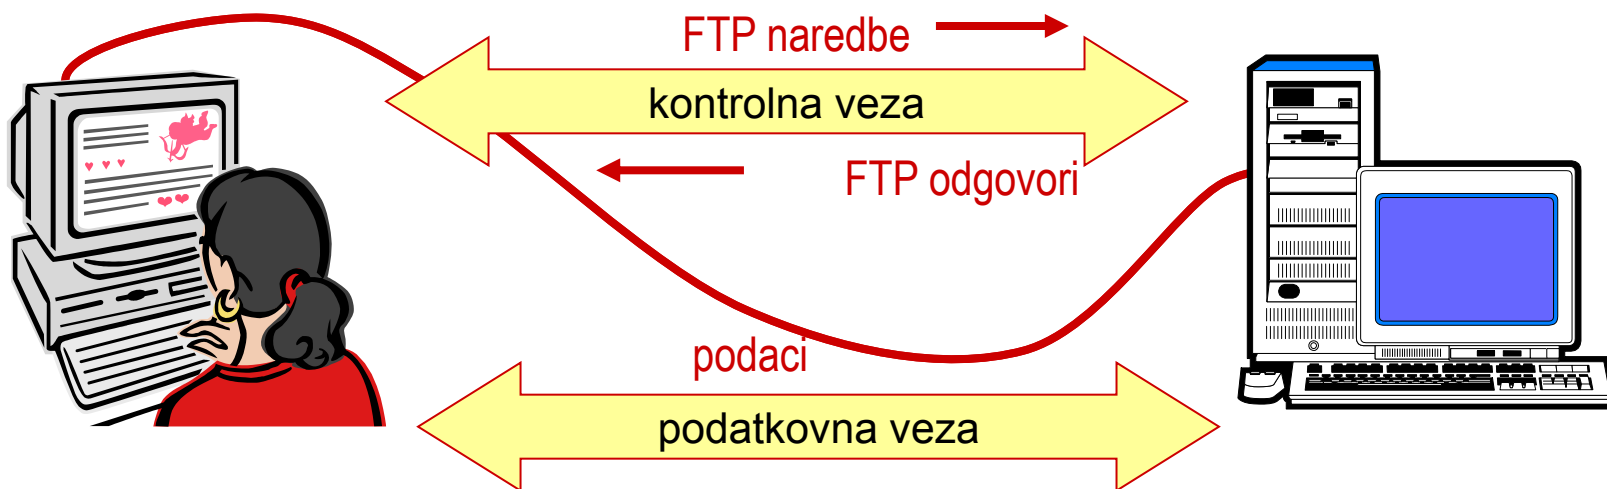 FTP naredbe
kontrolna veza
FTP odgovori
podaci
podatkovna veza